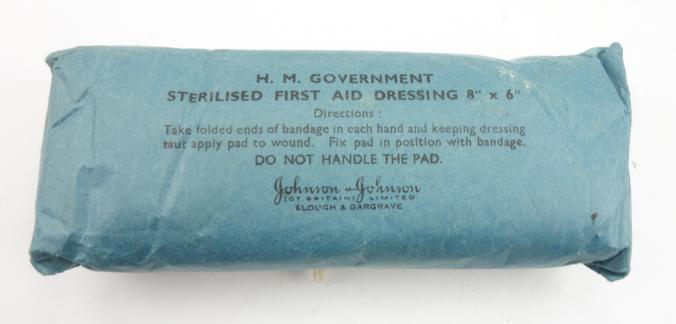 H. M. GOVERNMENT
STERILISED FIRST AID DRESSING 8" x 6"
Directions :
Take folded ends of bandage in each hand and keeping dressing
taut apply pad to wound. Fix pad in position with bandage.
DO NOT HANDLE THE PAD.
Johnson & Johnson
(GT. BRITAIN) LIMITED
SLOUGH & GARGRAVE